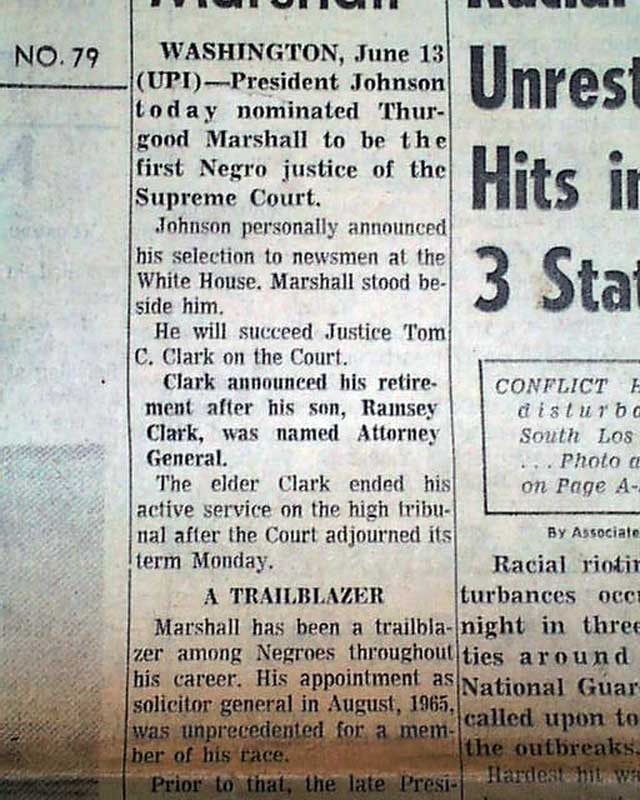 Marshall
NO. 79
WASHINGTON, June 13
(UPI)—President Johnson
today nominated Thur-
good Marshall to be the
first Negro justice of the
Supreme Court.
Johnson personally announced
his selection to newsmen at the
White House. Marshall stood be-
side him.
He will succeed Justice Tom
C. Clark on the Court.
Clark announced his retire-
ment after his son, Ramsey
Clark, was named Attorney
General.
The elder Clark ended his
active service on the high tribu-
nal after the Court adjourned its
term Monday.
A TRAILBLAZER
Marshall has been a trailbla-
zer among Negroes throughout
his career. His appointment as
solicitor general in August, 1965,
was unprecedented for a mem-
ber of his race.
Prior to that, the late Presi-
Racial
Unrest
Hits in
3 Stat
CONFLICT
disturb
South Los
. . . Photo a
on Page A-
By Associate
Racial riotin
turbances occ
night in three
ties around
National Guar
called upon to
the outbreaks.
Hardest hit wa